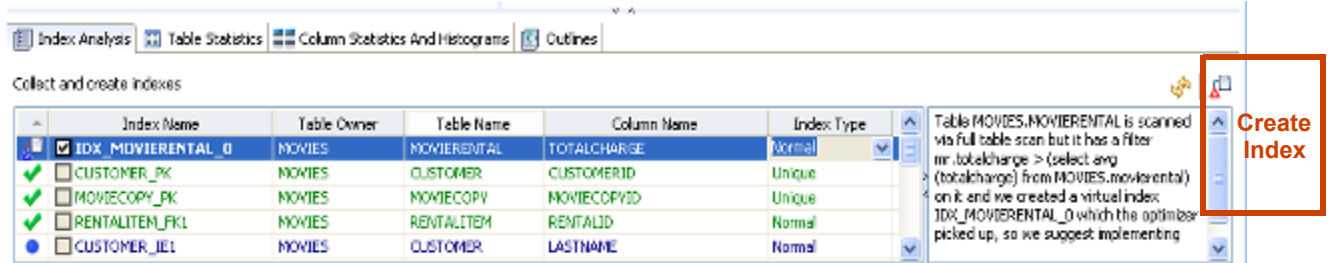 Index Analysis Table Statistics Column Statistics And Histograms Outlines
Collect and create indexes
Index Name Table Owner Table Name Column Name Index Type
IDX_MOVIERENTAL_0 MOVIES MOVIERENTAL TOTALCHARGE Normal
CUSTOMER_PK MOVIES CUSTOMER CUSTOMERID Unique
MOVIECOPY_PK MOVIES MOVIECOPY MOVIECOPYID Unique
RENTALITEM_FK1 MOVIES RENTALITEM RENTALID Normal
CUSTOMER_IE1 MOVIES CUSTOMER LASTNAME Normal
Table MOVIES.MOVIERENTAL is scanned
via full table scan but it has a filter
mr.totalcharge > (select avg
(totalcharge) from MOVIES.movierental)
on it and we created a virtual index
IDX_MOVIERENTAL_0 which the optimizer
picked up, so we suggest implementing
Create
Index